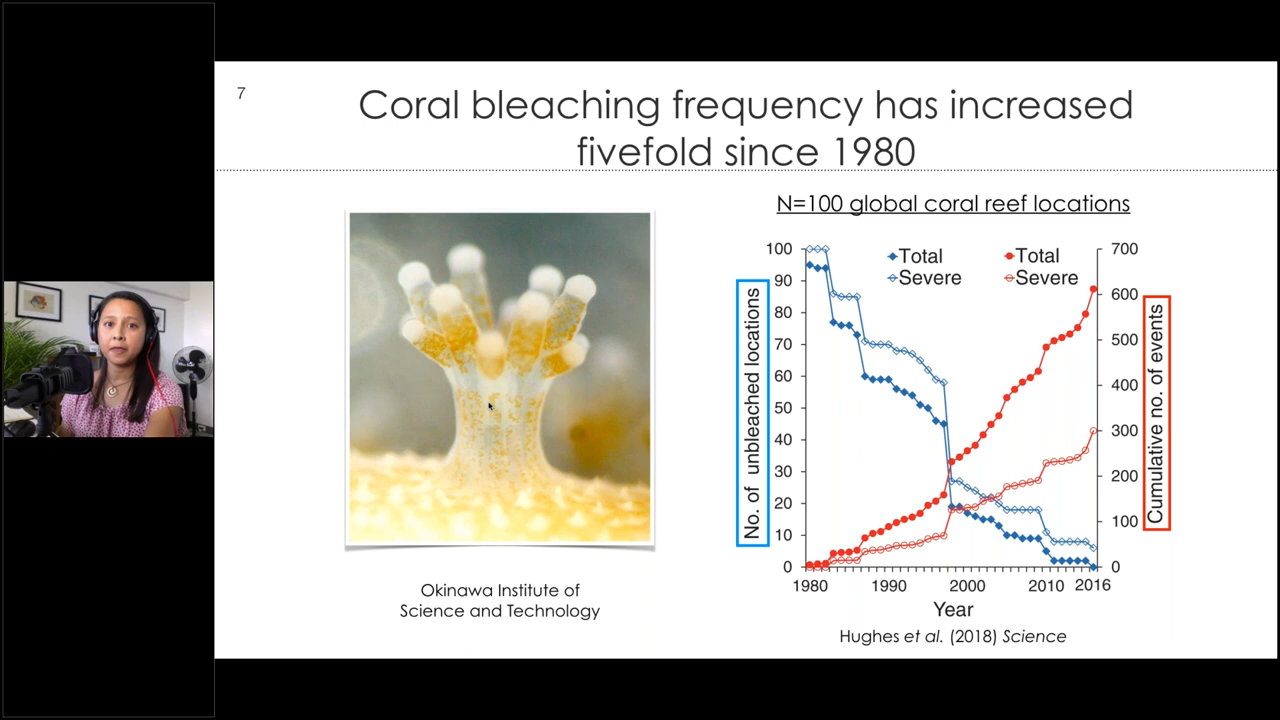 7
Coral bleaching frequency has increased
fivefold since 1980
N=100 global coral reef locations
100
90
80
70
60
50
40
30
20
10
0
No. of unbleached locations
Total
Severe
Total
Severe
700
600
500
400
300
200
100
0
Cumulative no. of events
1980
1990
2000
2010
2016
Year
Okinawa Institute of
Science and Technology
Hughes et al. (2018) Science